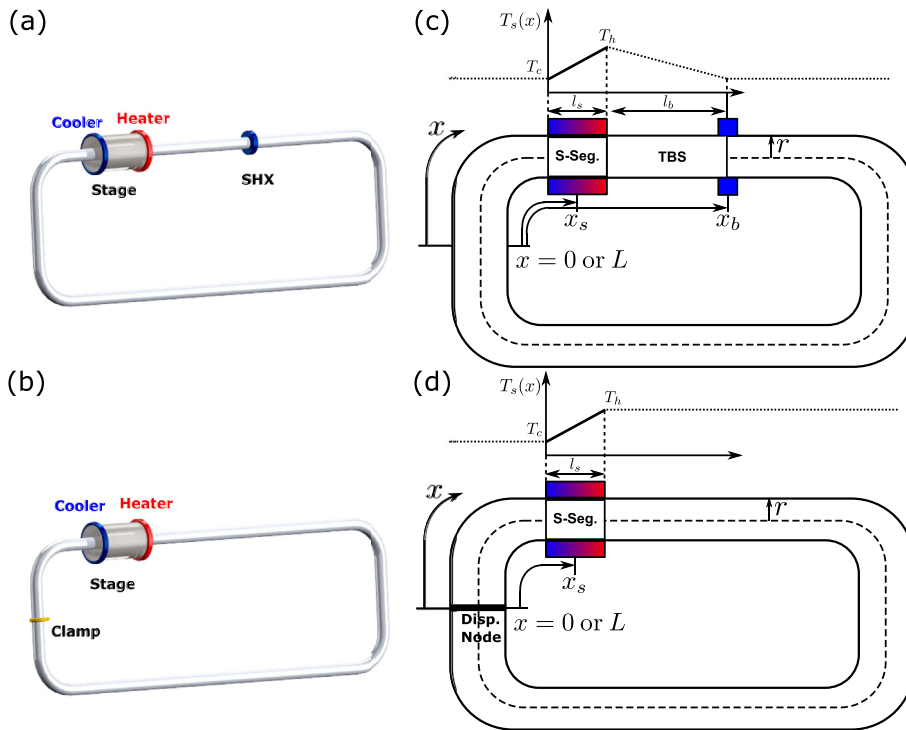 (a)
Cooler
Heater
Stage
SHX
(b)
Cooler
Heater
Stage
Clamp
(c)
T_s(x)
T_h
T_c
l_s
l_b
x
S-Seg.
TBS
r
x_s
x_b
x = 0 or L
(d)
T_s(x)
T_h
T_c
l_s
x
S-Seg.
r
x_s
x = 0 or L
Disp.
Node